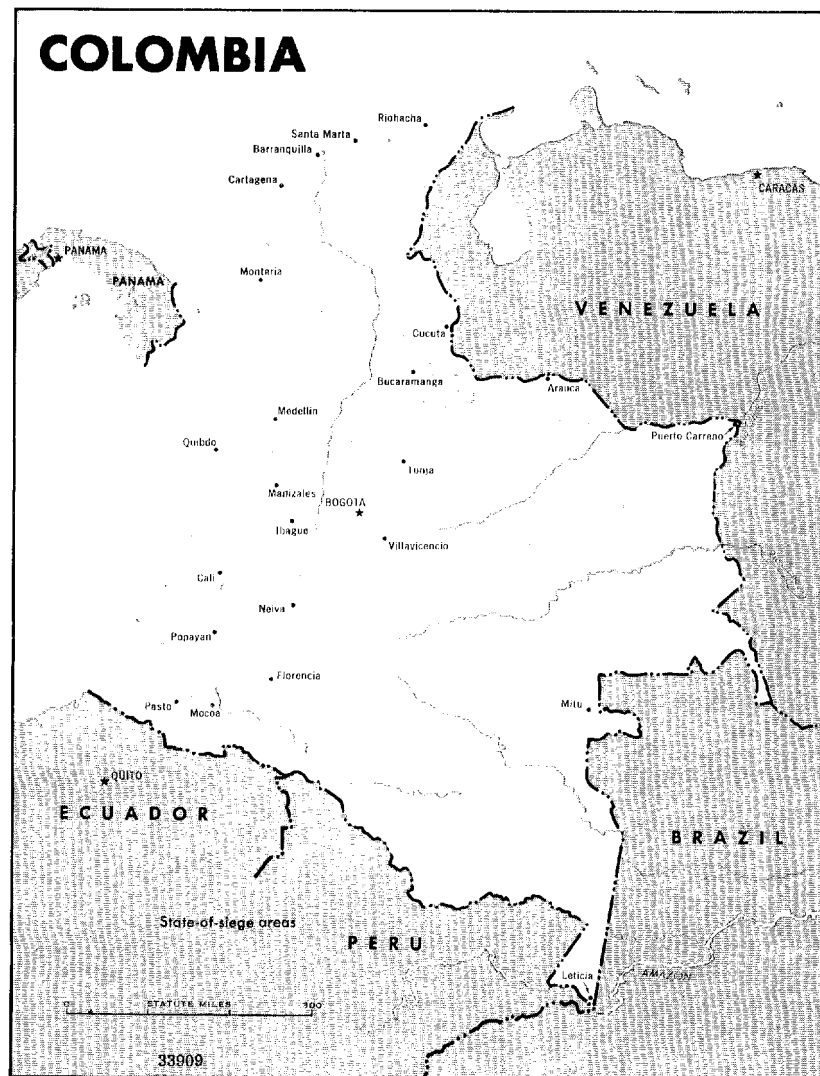 COLOMBIA
Riohacha
Santa Marta
Barranquilla
Cartagena
CARACAS
PANAMA
PANAMA
Monteria
VENEZUELA
Cucuta
Bucaramanga
Arauca
Medellin
Puerto Carreno
Quibdo
Tunja
Manizales
BOGOTA
Ibague
Villavicencio
Cali
Neiva
Popayan
Florencia
Pasto
Mocoa
Mitu
QUITO
ECUADOR
BRAZIL
State-of-siege areas
PERU
Leticia
AMAZON
0 STATUTE MILES 300
33909